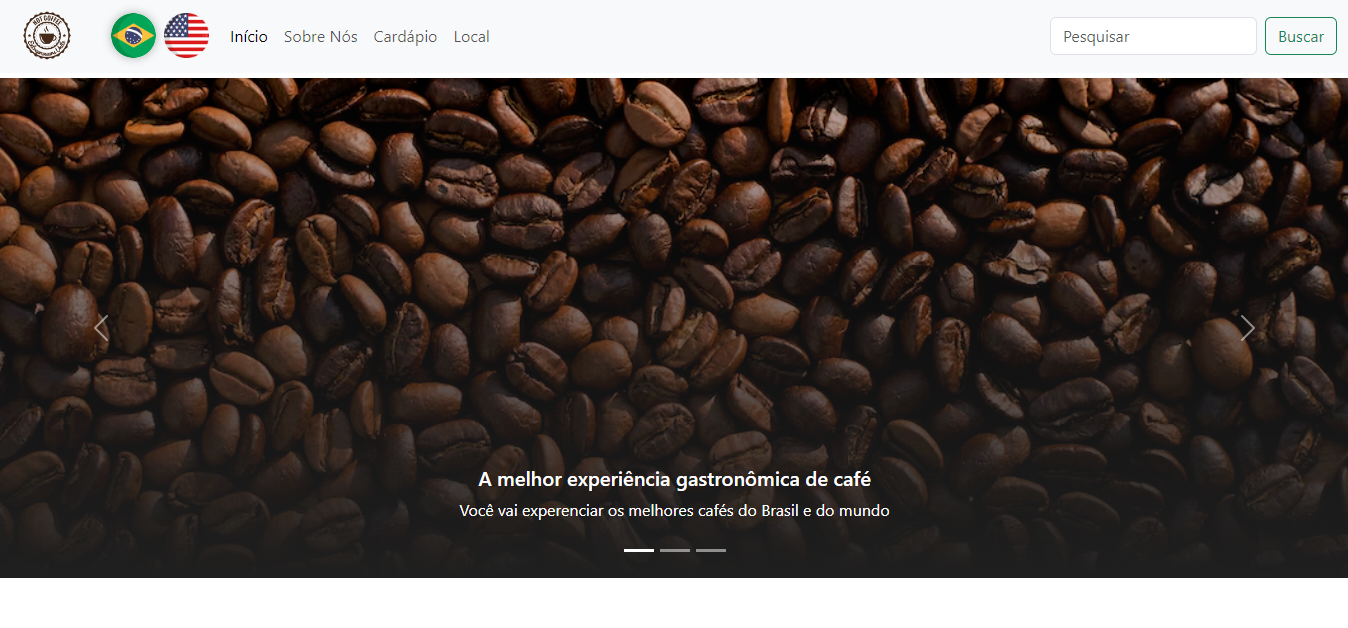 HOT COFFEE
Início
Sobre Nós
Cardápio
Local
Pesquisar
Buscar
A melhor experiência gastronômica de café
Você vai experenciar os melhores cafés do Brasil e do mundo